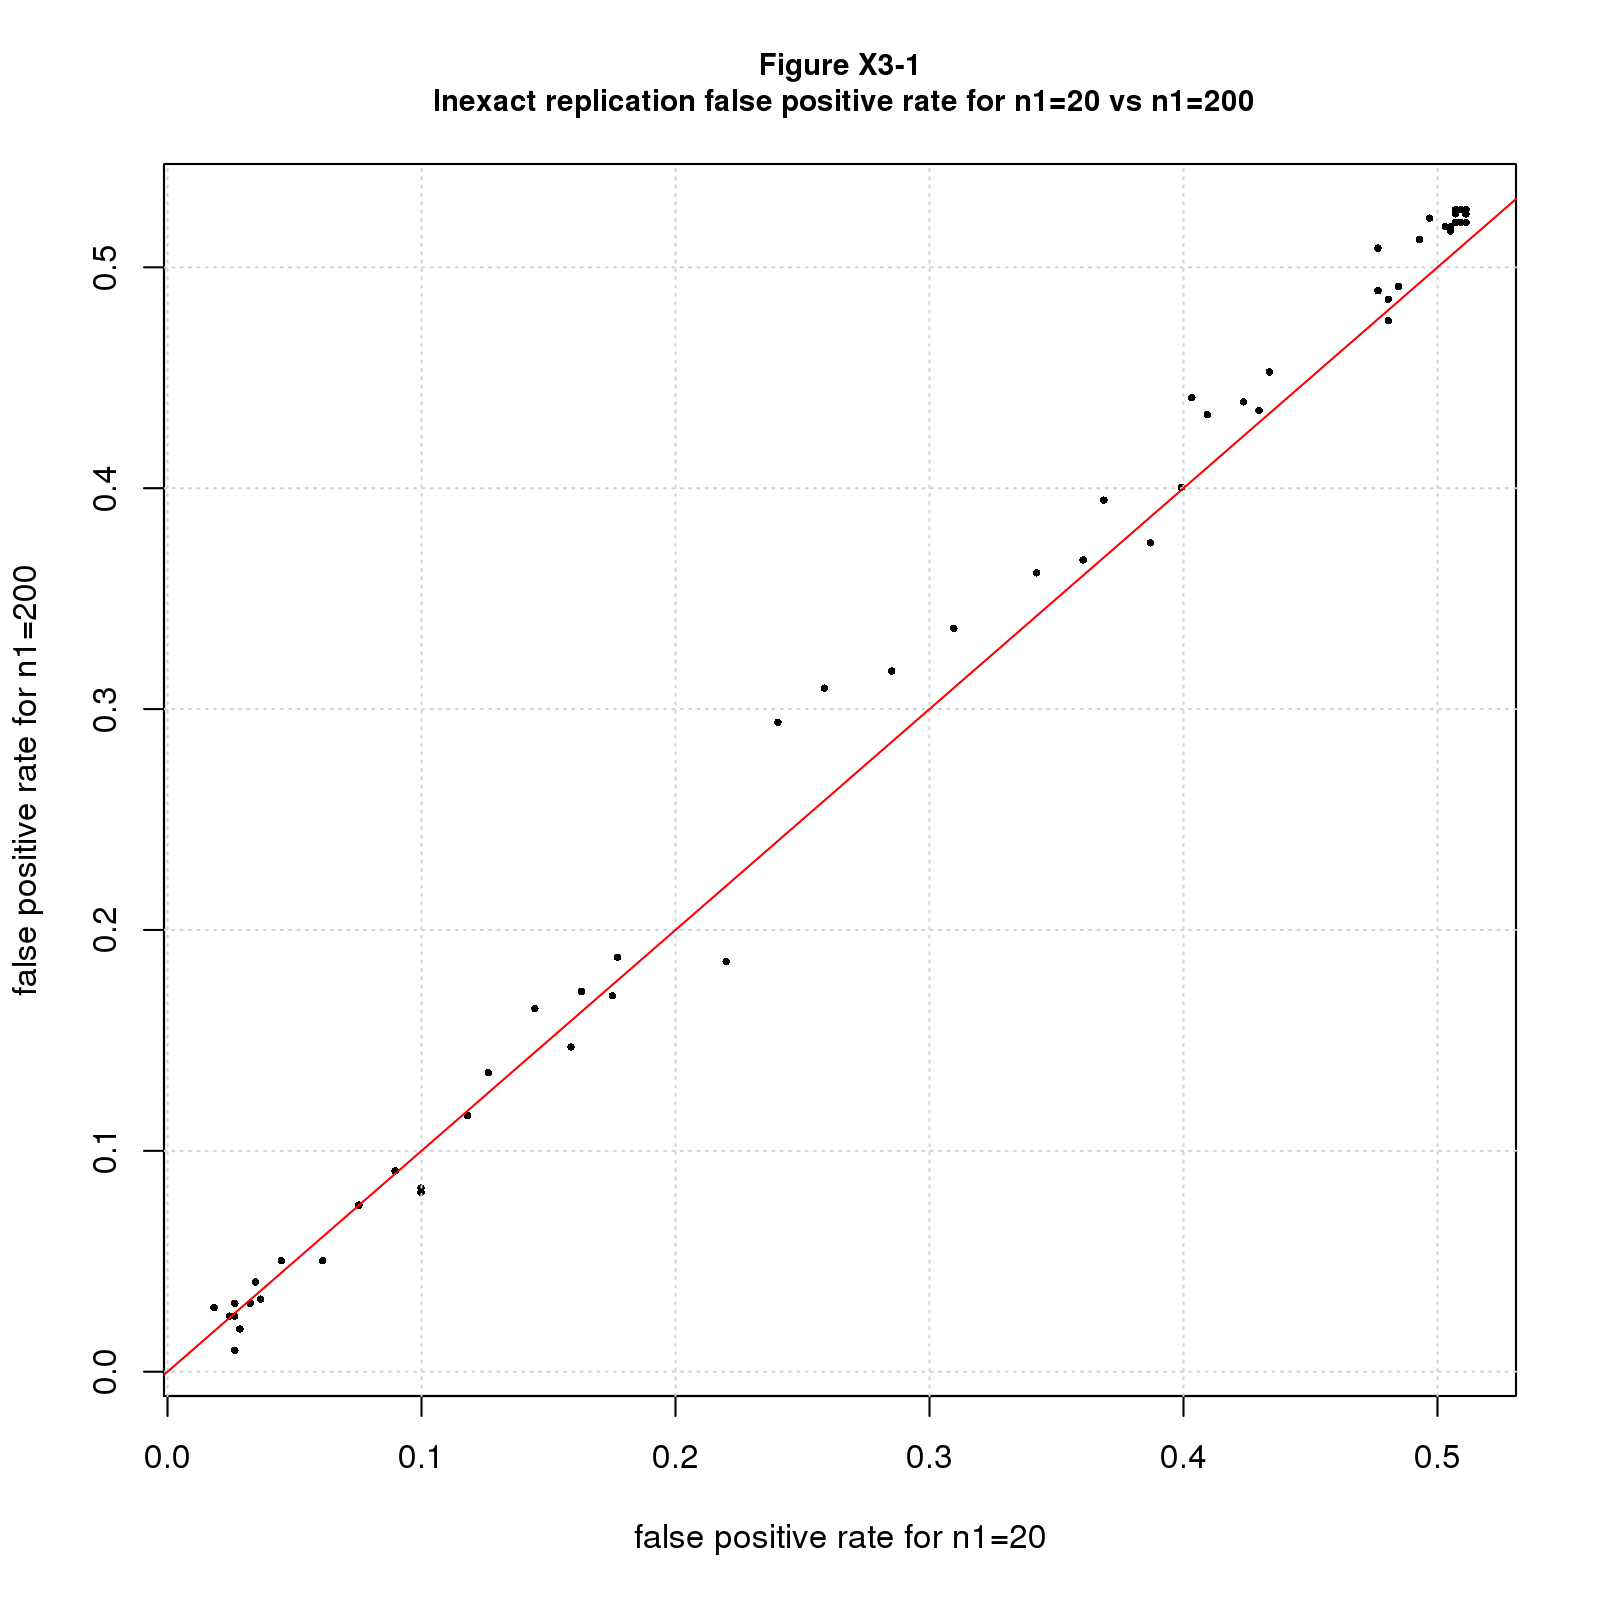 Figure X3-1
Inexact replication false positive rate for n1=20 vs n1=200
false positive rate for n1=200
0.5
0.4
0.3
0.2
0.1
0.0
0.0 0.1 0.2 0.3 0.4 0.5
false positive rate for n1=20